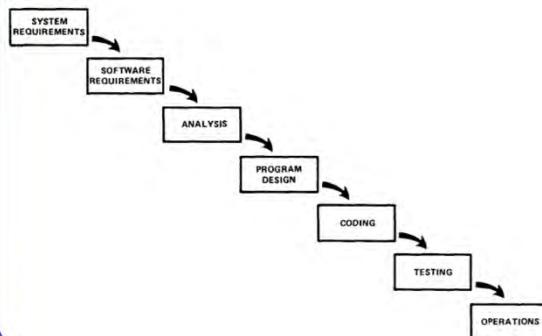 SYSTEM
REQUIREMENTS
SOFTWARE
REQUIREMENTS
ANALYSIS
PROGRAM
DESIGN
CODING
TESTING
OPERATIONS